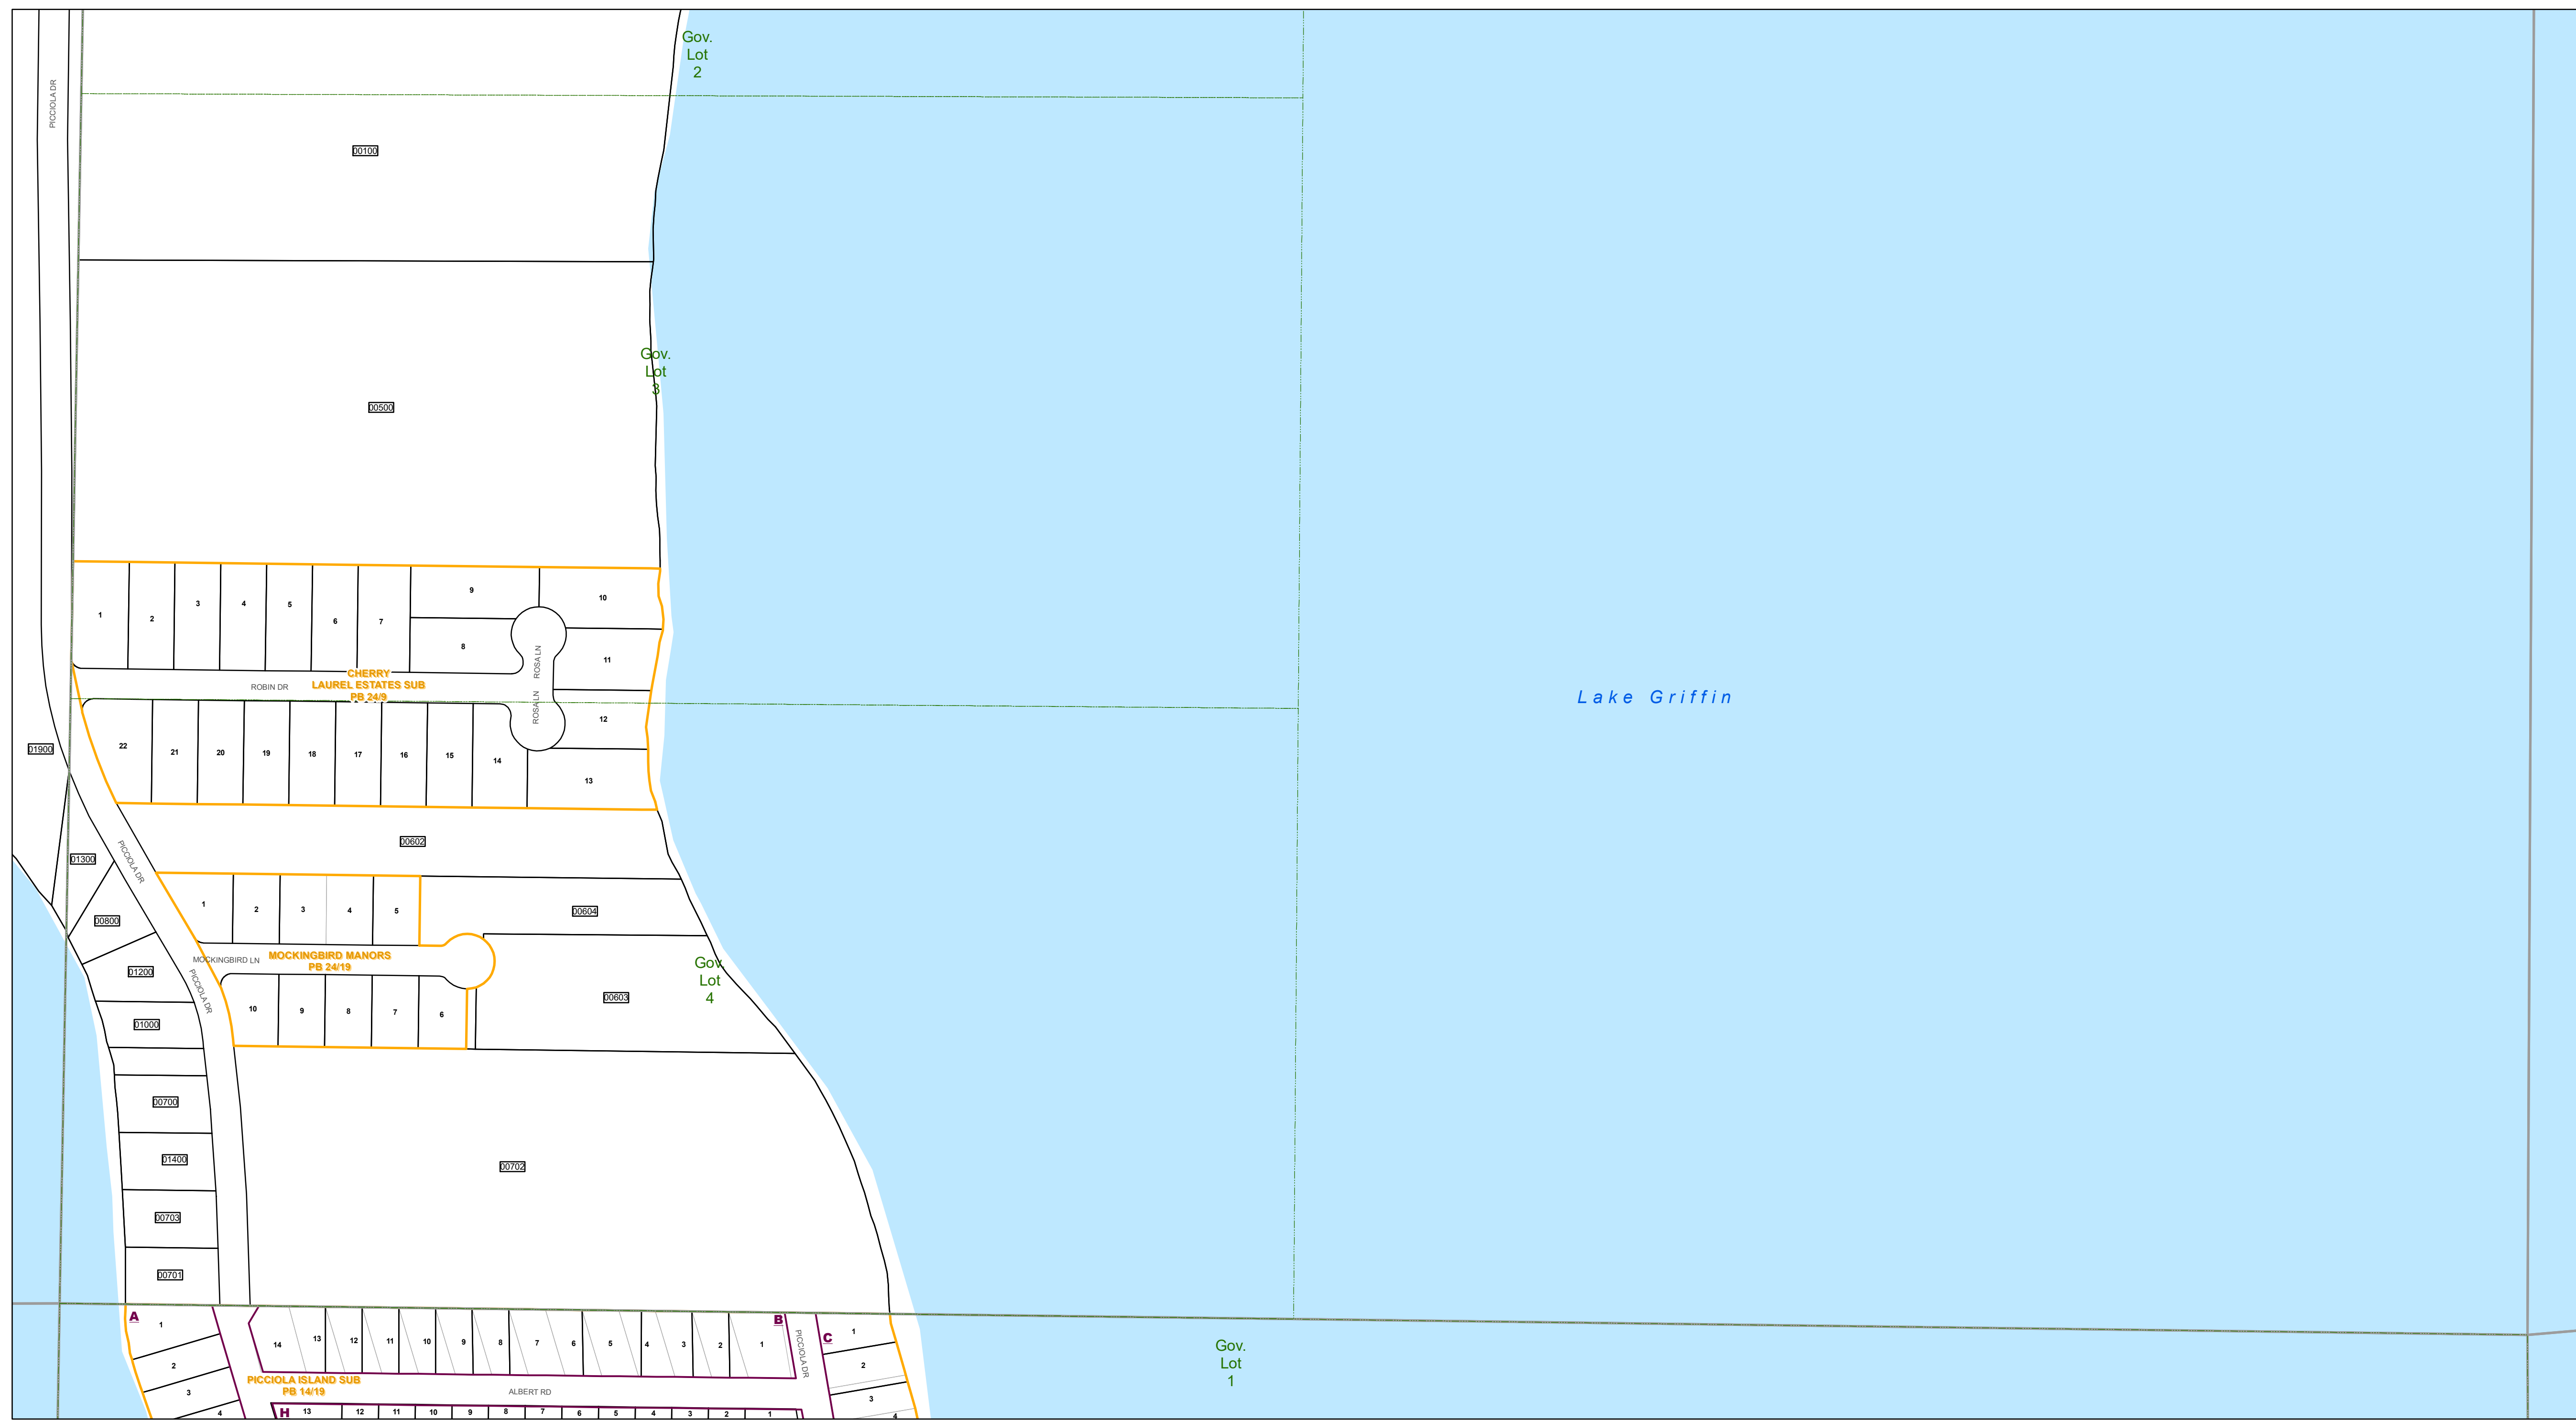 Gov.
Lot
2
PICCIOLA DR
00100
Gov.
Lot
3
00500
1
2
3
4
5
6
7
9
8
10
11
ROSA LN
ROSA LN
CHERRY
LAUREL ESTATES SUB
PB 24/9
ROBIN DR
Lake Griffin
12
13
22
21
20
19
18
17
16
15
14
01900
00602
01300
PICCIOLA DR
00800
1
2
3
4
5
00604
MOCKINGBIRD LN
MOCKINGBIRD MANORS
PB 24/19
01200
PICCIOLA DR
Gov.
Lot
4
00603
01000
10
9
8
7
6
00700
01400
00702
00703
00701
A
1
2
3
4
14
13
12
11
10
9
8
7
6
5
4
3
2
1
B
PICCIOLA DR
C
1
2
3
4
Gov.
Lot
1
PICCIOLA ISLAND SUB
PB 14/19
ALBERT RD
H
13
12
11
10
9
8
7
6
5
4
3
2
1